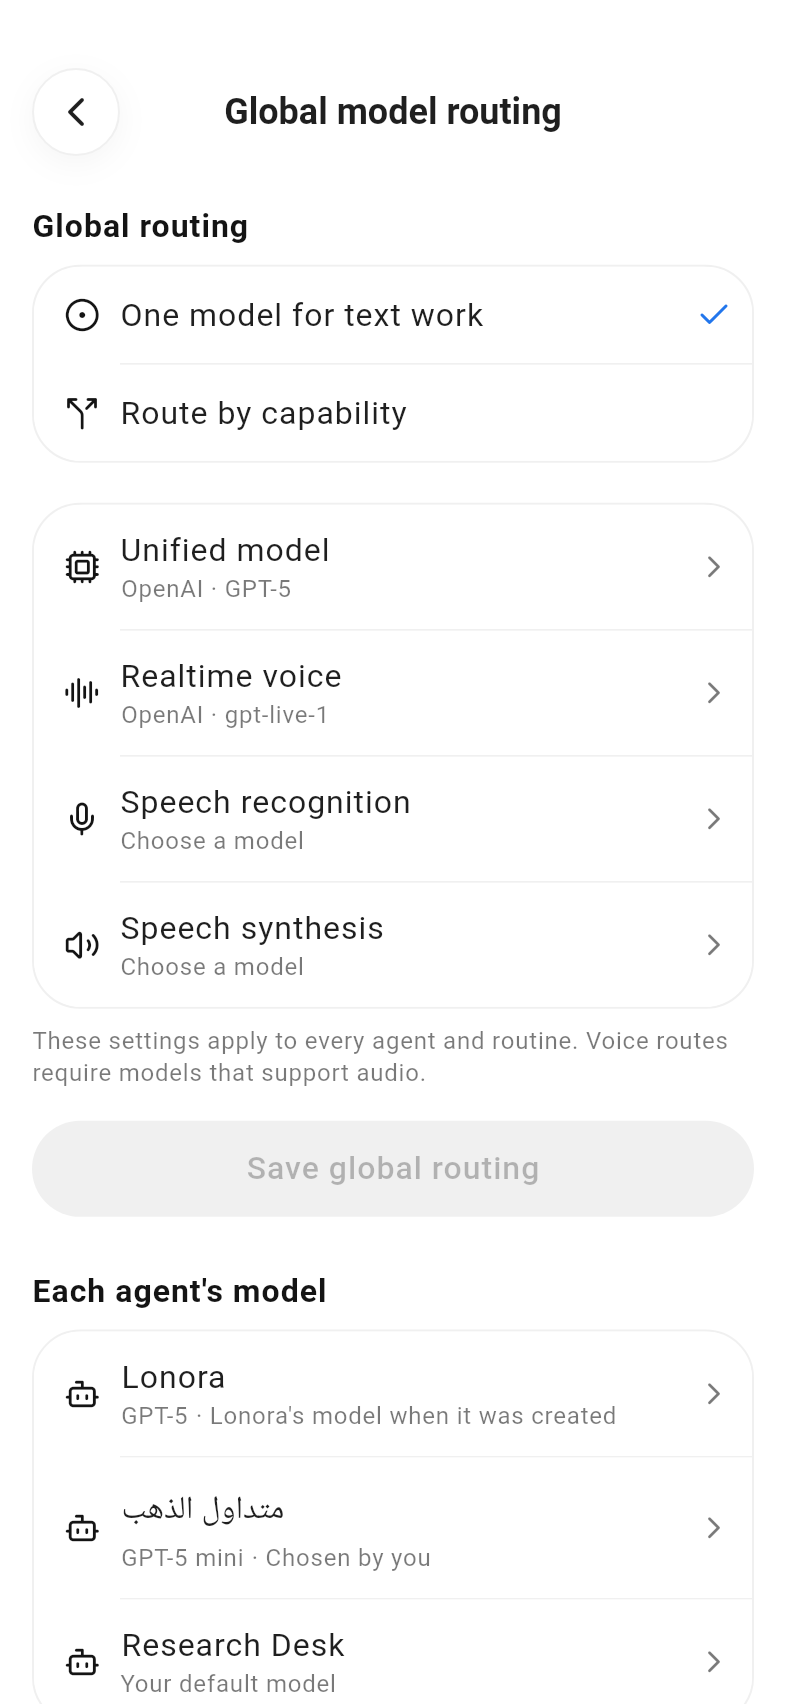 Global model routing
Global routing
One model for text work
Route by capability
Unified model
OpenAI · GPT-5
Realtime voice
OpenAI · gpt-live-1
Speech recognition
Choose a model
Speech synthesis
Choose a model
These settings apply to every agent and routine. Voice routes
require models that support audio.
Save global routing
Each agent's model
Lonora
GPT-5 · Lonora's model when it was created
متداول الذهب
GPT-5 mini · Chosen by you
Research Desk
Your default model